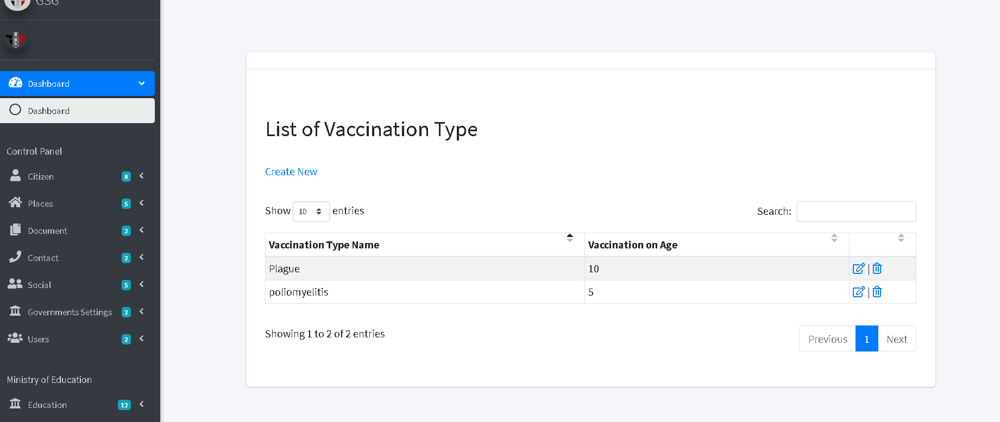 GSG
Dashboard
Dashboard
Control Panel
Citizen 8
Places 5
Document 2
Contact 2
Social 5
Governments Settings 2
Users 2
Ministry of Education
Education 12
List of Vaccination Type
Create New
Show 10 entries
Search:
Vaccination Type Name Vaccination on Age
Plague 10 |
poliomyelitis 5 |
Showing 1 to 2 of 2 entries
Previous 1 Next